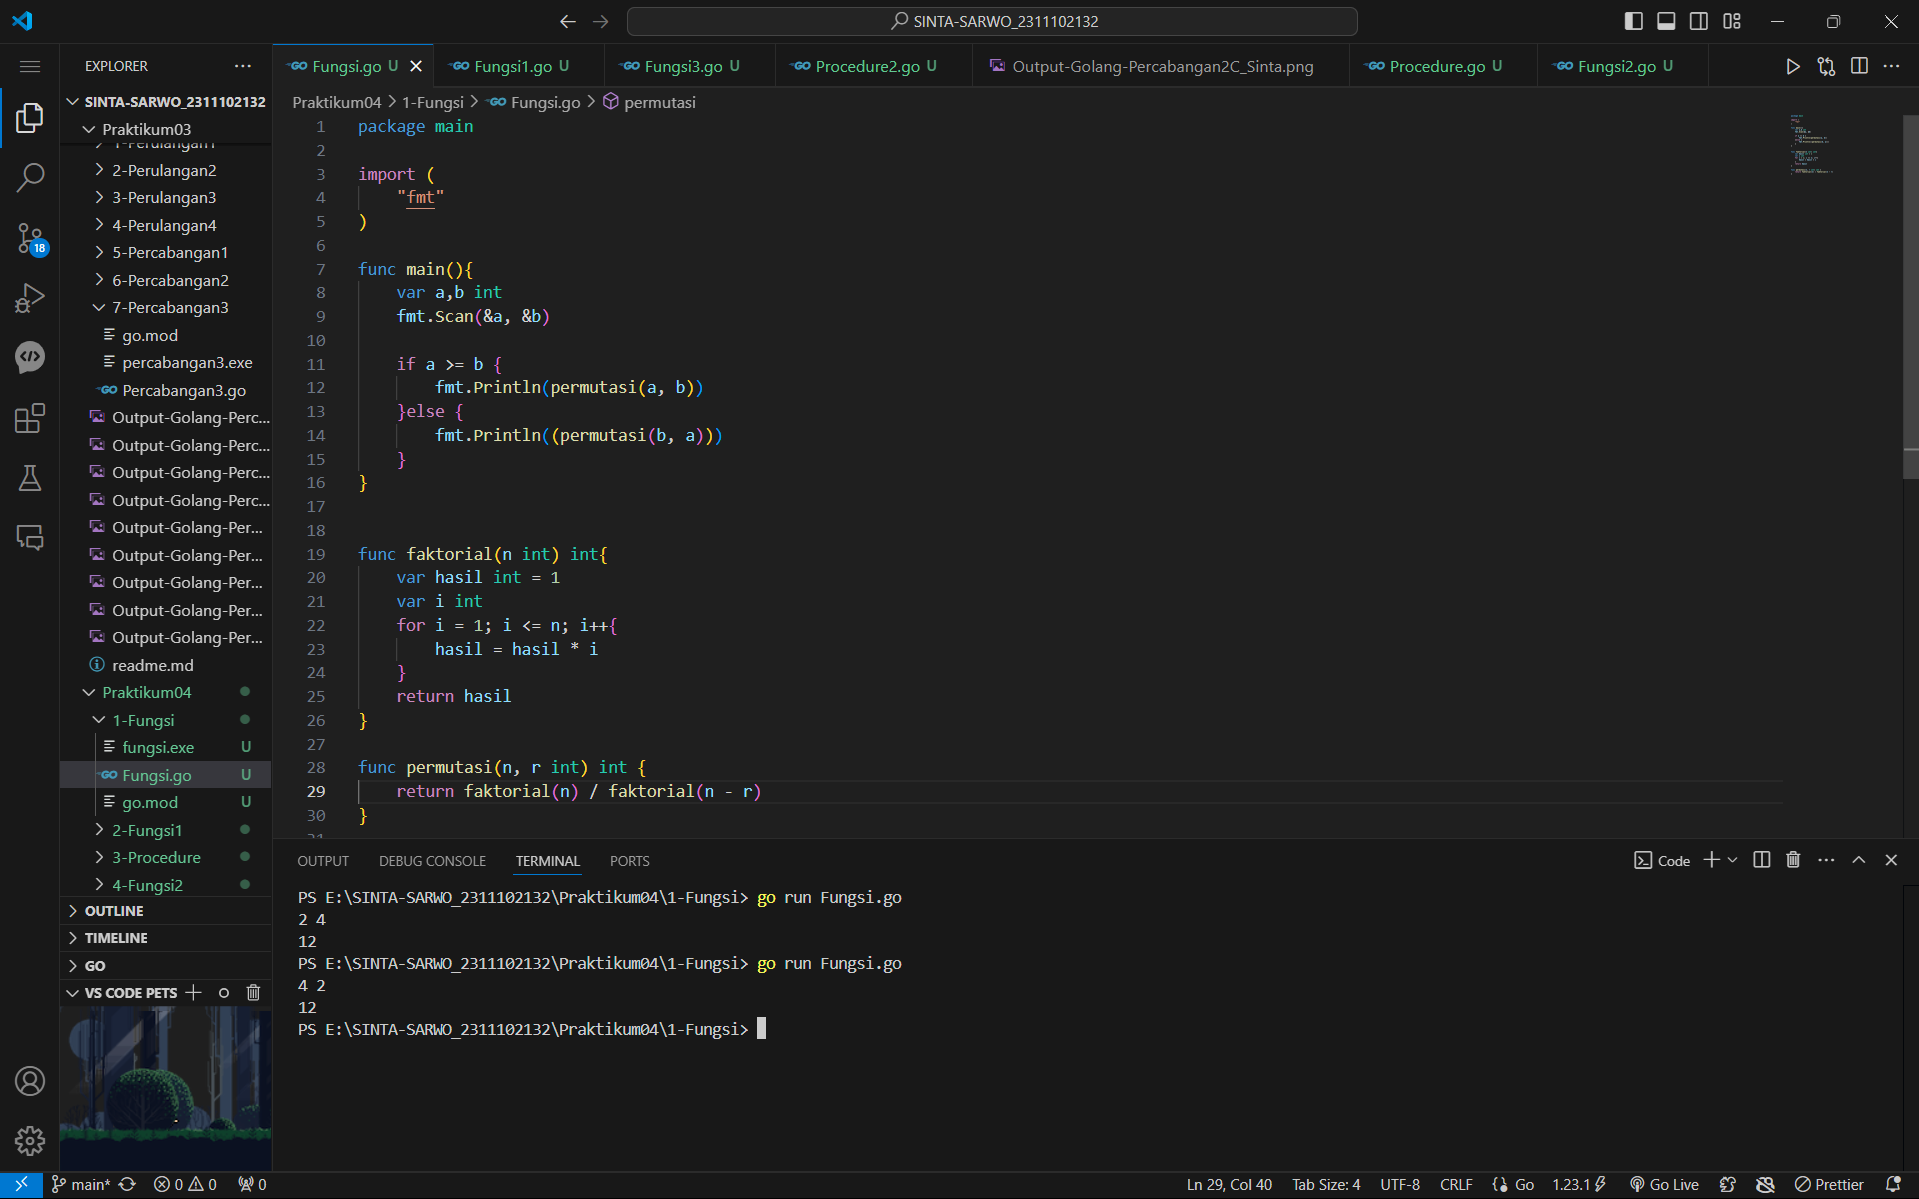 SINTA-SARWO_2311102132
EXPLORER
Fungsi.go U
Fungsi1.go U
Fungsi3.go U
Procedure2.go U
Output-Golang-Percabangan2C_Sinta.png
Procedure.go U
Fungsi2.go U
Praktikum04 > 1-Fungsi > Fungsi.go > permutasi
SINTA-SARWO_2311102132
Praktikum03
1-Perulangan1
2-Perulangan2
3-Perulangan3
4-Perulangan4
5-Percabangan1
6-Percabangan2
7-Percabangan3
go.mod
percabangan3.exe
Percabangan3.go
Output-Golang-Perc...
Output-Golang-Perc...
Output-Golang-Perc...
Output-Golang-Perc...
Output-Golang-Per...
Output-Golang-Per...
Output-Golang-Per...
Output-Golang-Per...
Output-Golang-Per...
readme.md
Praktikum04
1-Fungsi
fungsi.exe U
Fungsi.go U
go.mod U
2-Fungsi1
3-Procedure
4-Fungsi2
OUTLINE
TIMELINE
GO
VS CODE PETS
18
1 package main
2
3 import (
4 "fmt"
5 )
6
7 func main(){
8 var a,b int
9 fmt.Scan(&a, &b)
10
11 if a >= b {
12 fmt.Println(permutasi(a, b))
13 }else {
14 fmt.Println((permutasi(b, a)))
15 }
16 }
17
18
19 func faktorial(n int) int{
20 var hasil int = 1
21 var i int
22 for i = 1; i <= n; i++{
23 hasil = hasil * i
24 }
25 return hasil
26 }
27
28 func permutasi(n, r int) int {
29 return faktorial(n) / faktorial(n - r)
30 }
31
OUTPUT DEBUG CONSOLE TERMINAL PORTS
Code
PS E:\SINTA-SARWO_2311102132\Praktikum04\1-Fungsi> go run Fungsi.go
2 4
12
PS E:\SINTA-SARWO_2311102132\Praktikum04\1-Fungsi> go run Fungsi.go
4 2
12
PS E:\SINTA-SARWO_2311102132\Praktikum04\1-Fungsi>
main* 0 0 0 Ln 29, Col 40 Tab Size: 4 UTF-8 CRLF {} Go 1.23.1 Go Live Prettier